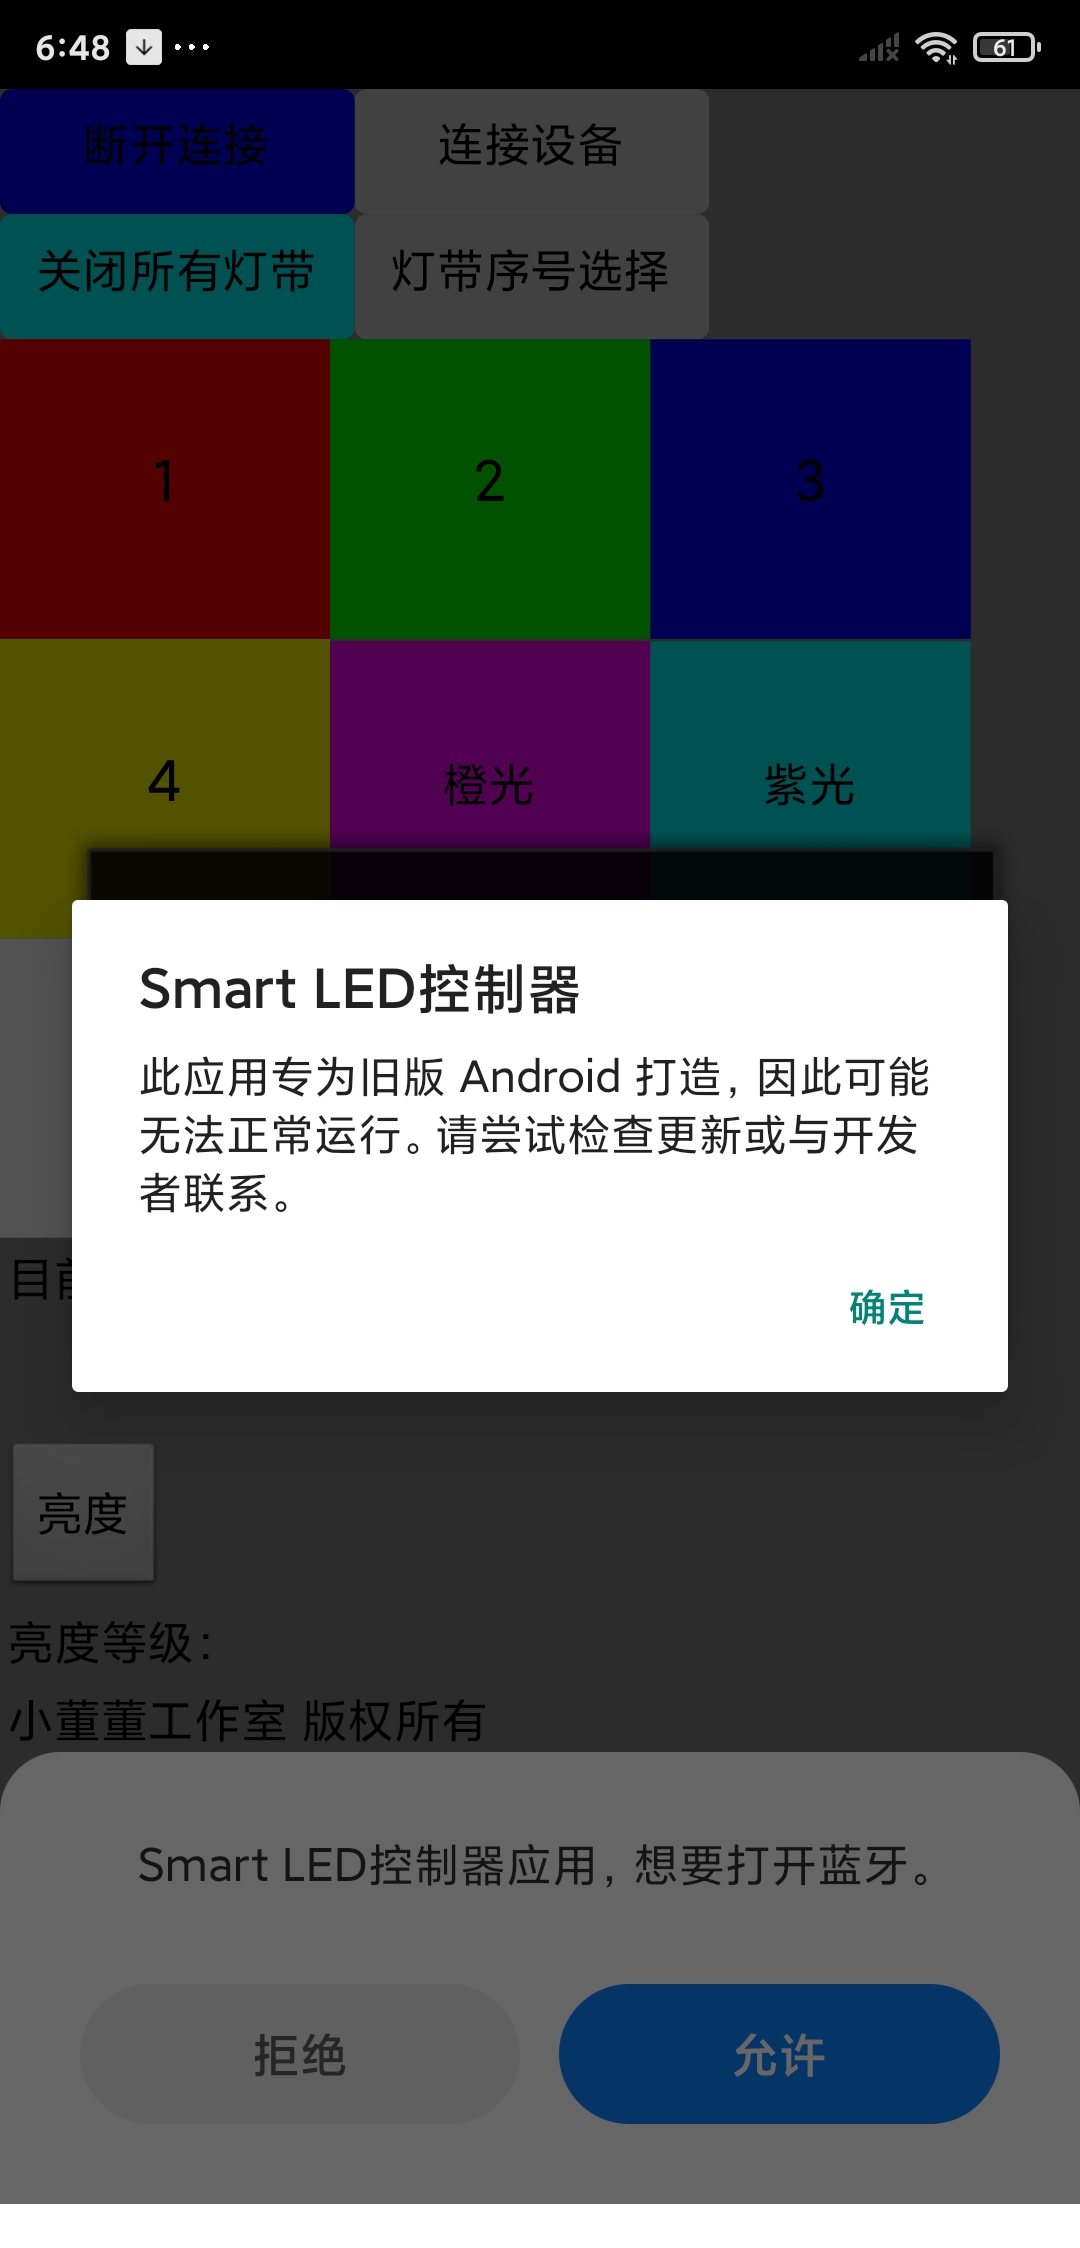 6:48
61
断开连接
连接设备
关闭所有灯带
灯带序号选择
1
2
3
4
橙光
紫光
Smart LED控制器
此应用专为旧版 Android 打造，因此可能
无法正常运行。请尝试检查更新或与开发
者联系。
确定
目前
亮度
亮度等级：
小董董工作室 版权所有
Smart LED控制器应用，想要打开蓝牙。
拒绝
允许